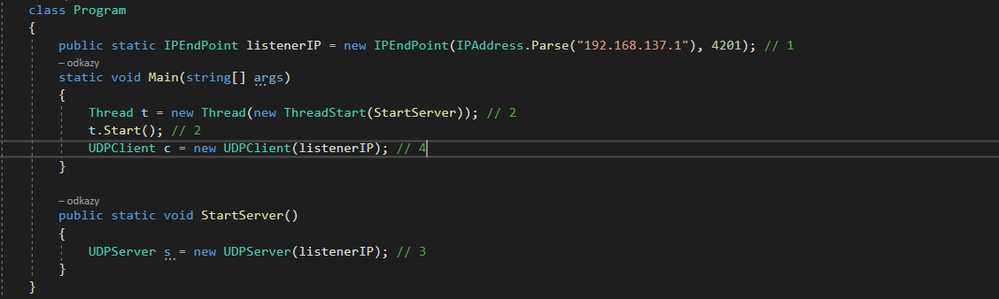 class Program
{
public static IPEndPoint listenerIP = new IPEndPoint(IPAddress.Parse("192.168.137.1"), 4201); // 1
– odkazy
static void Main(string[] args)
{
Thread t = new Thread(new ThreadStart(StartServer)); // 2
t.Start(); // 2
UDPClient c = new UDPClient(listenerIP); // 4
}
– odkazy
public static void StartServer()
{
UDPServer s = new UDPServer(listenerIP); // 3
}
}